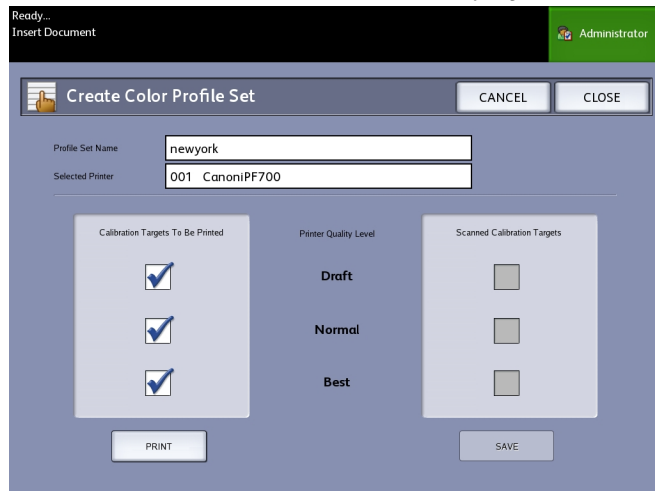 Ready...
Insert Document
Administrator
Create Color Profile Set
CANCEL
CLOSE
Profile Set Name
newyork
Selected Printer
001 CanoniPF700
Calibration Targets To Be Printed
Printer Quality Level
Scanned Calibration Targets
Draft
Normal
Best
PRINT
SAVE